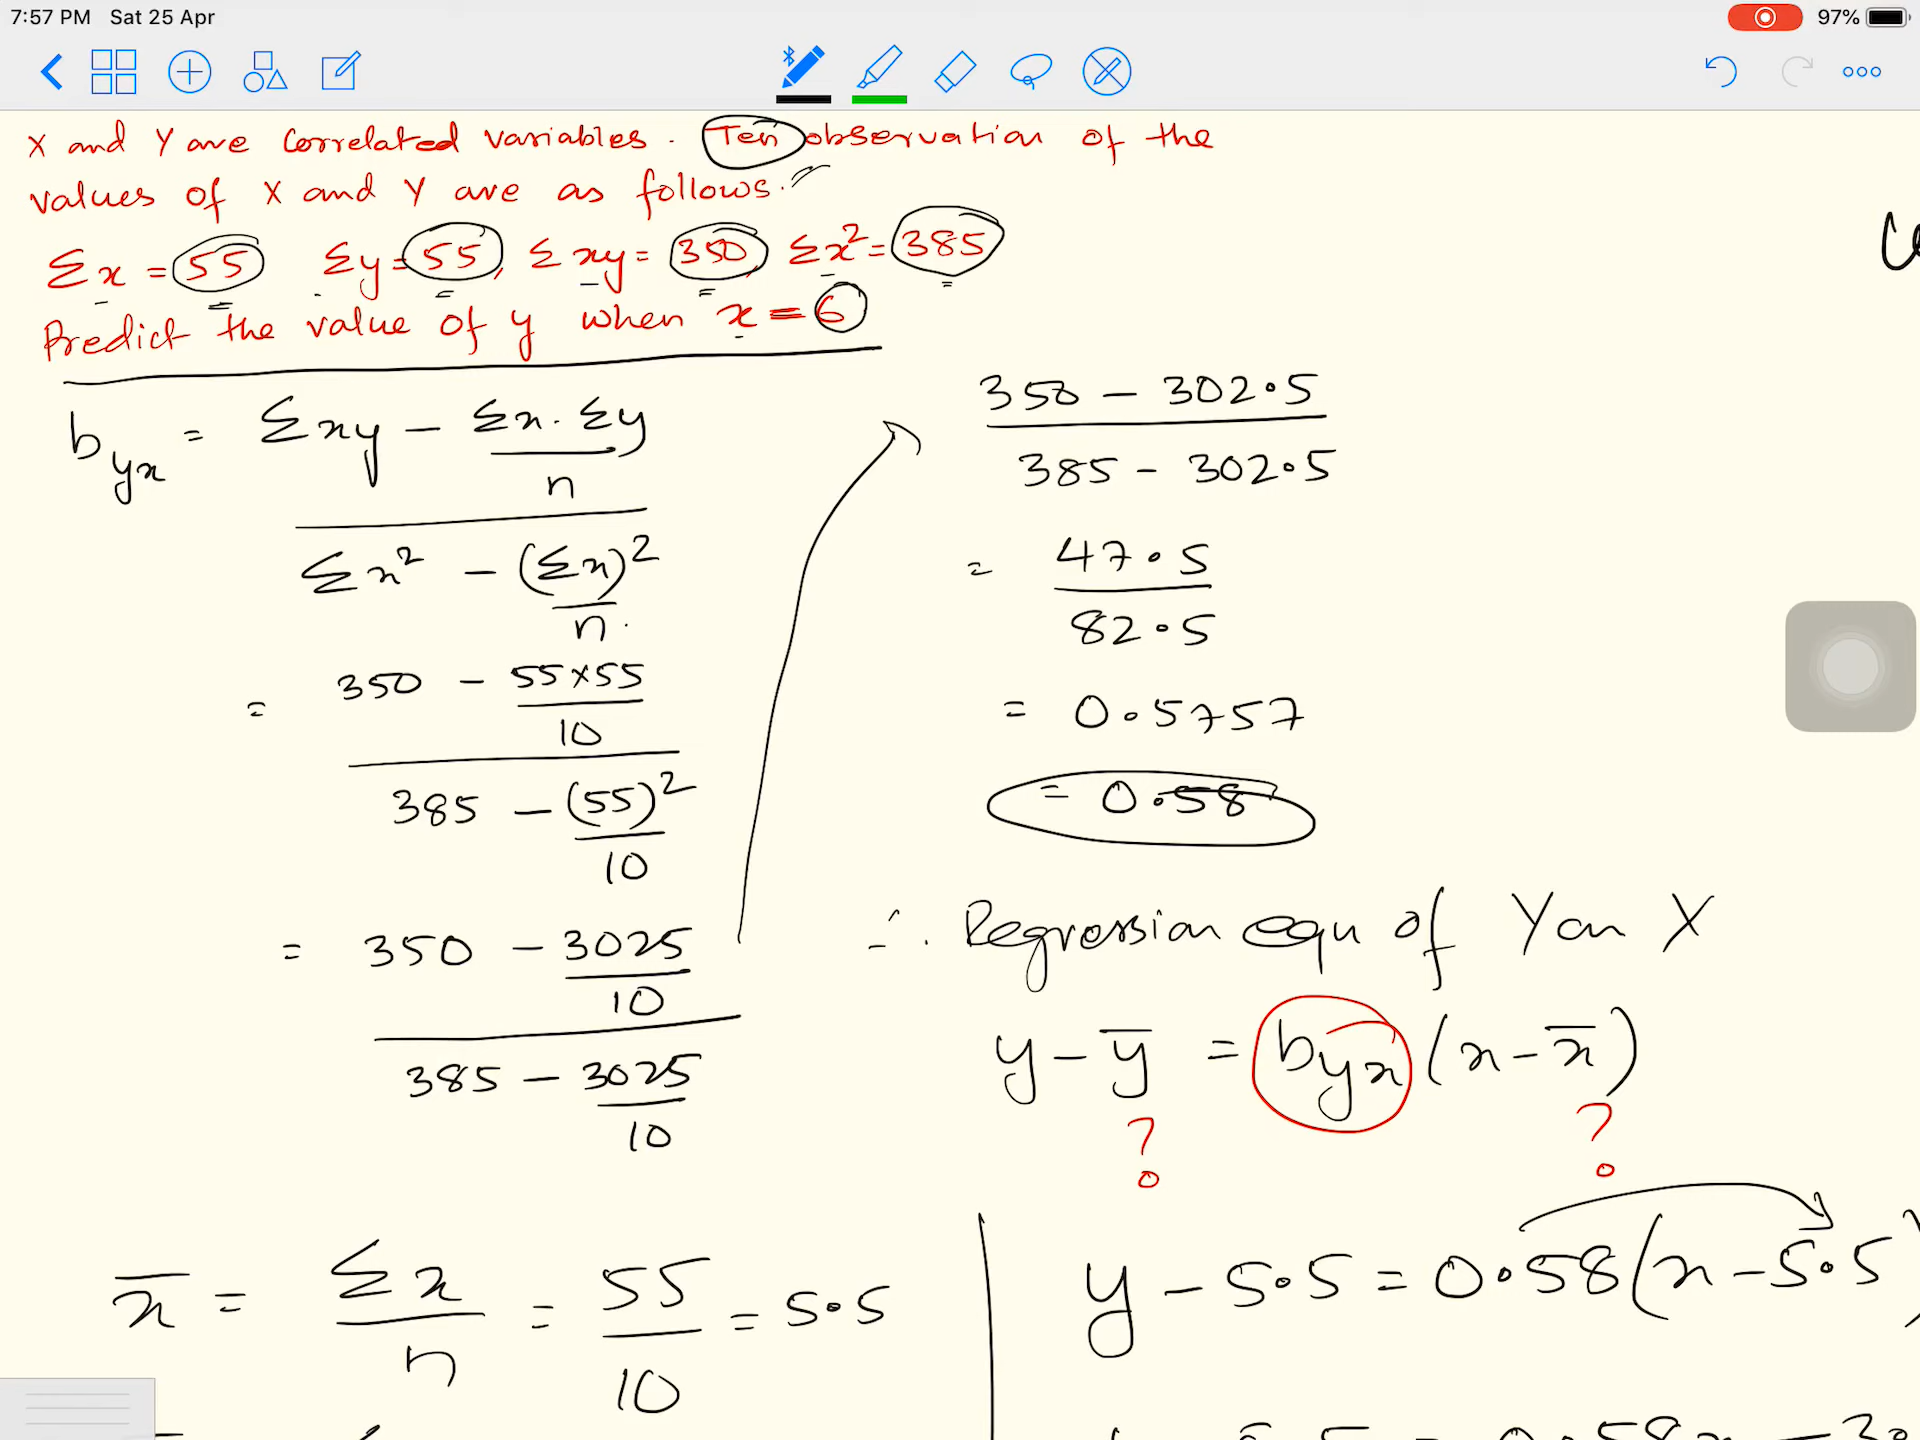 7:57 PM Sat 25 Apr
97%
X and Y are Correlated variables. Ten observation of the
values of X and Y are as follows.
Σx = 55 Σy = 55, Σxy = 350, Σx² = 385
Predict the value of y when x = 6
b_yx = Σxy − Σx · Σy / n
Σx² − (Σx)² / n
= 350 − 55×55 / 10
385 − (55)² / 10
= 350 − 3025 / 10
385 − 3025 / 10
350 − 302.5
385 − 302.5
= 47.5
82.5
= 0.5757
= 0.58
∴ Regression equn of Y on X
y − ȳ = b_yx (x − x̄)
? ?
x̄ = Σx / n = 55 / 10 = 5.5
y − 5.5 = 0.58 (x − 5.5)